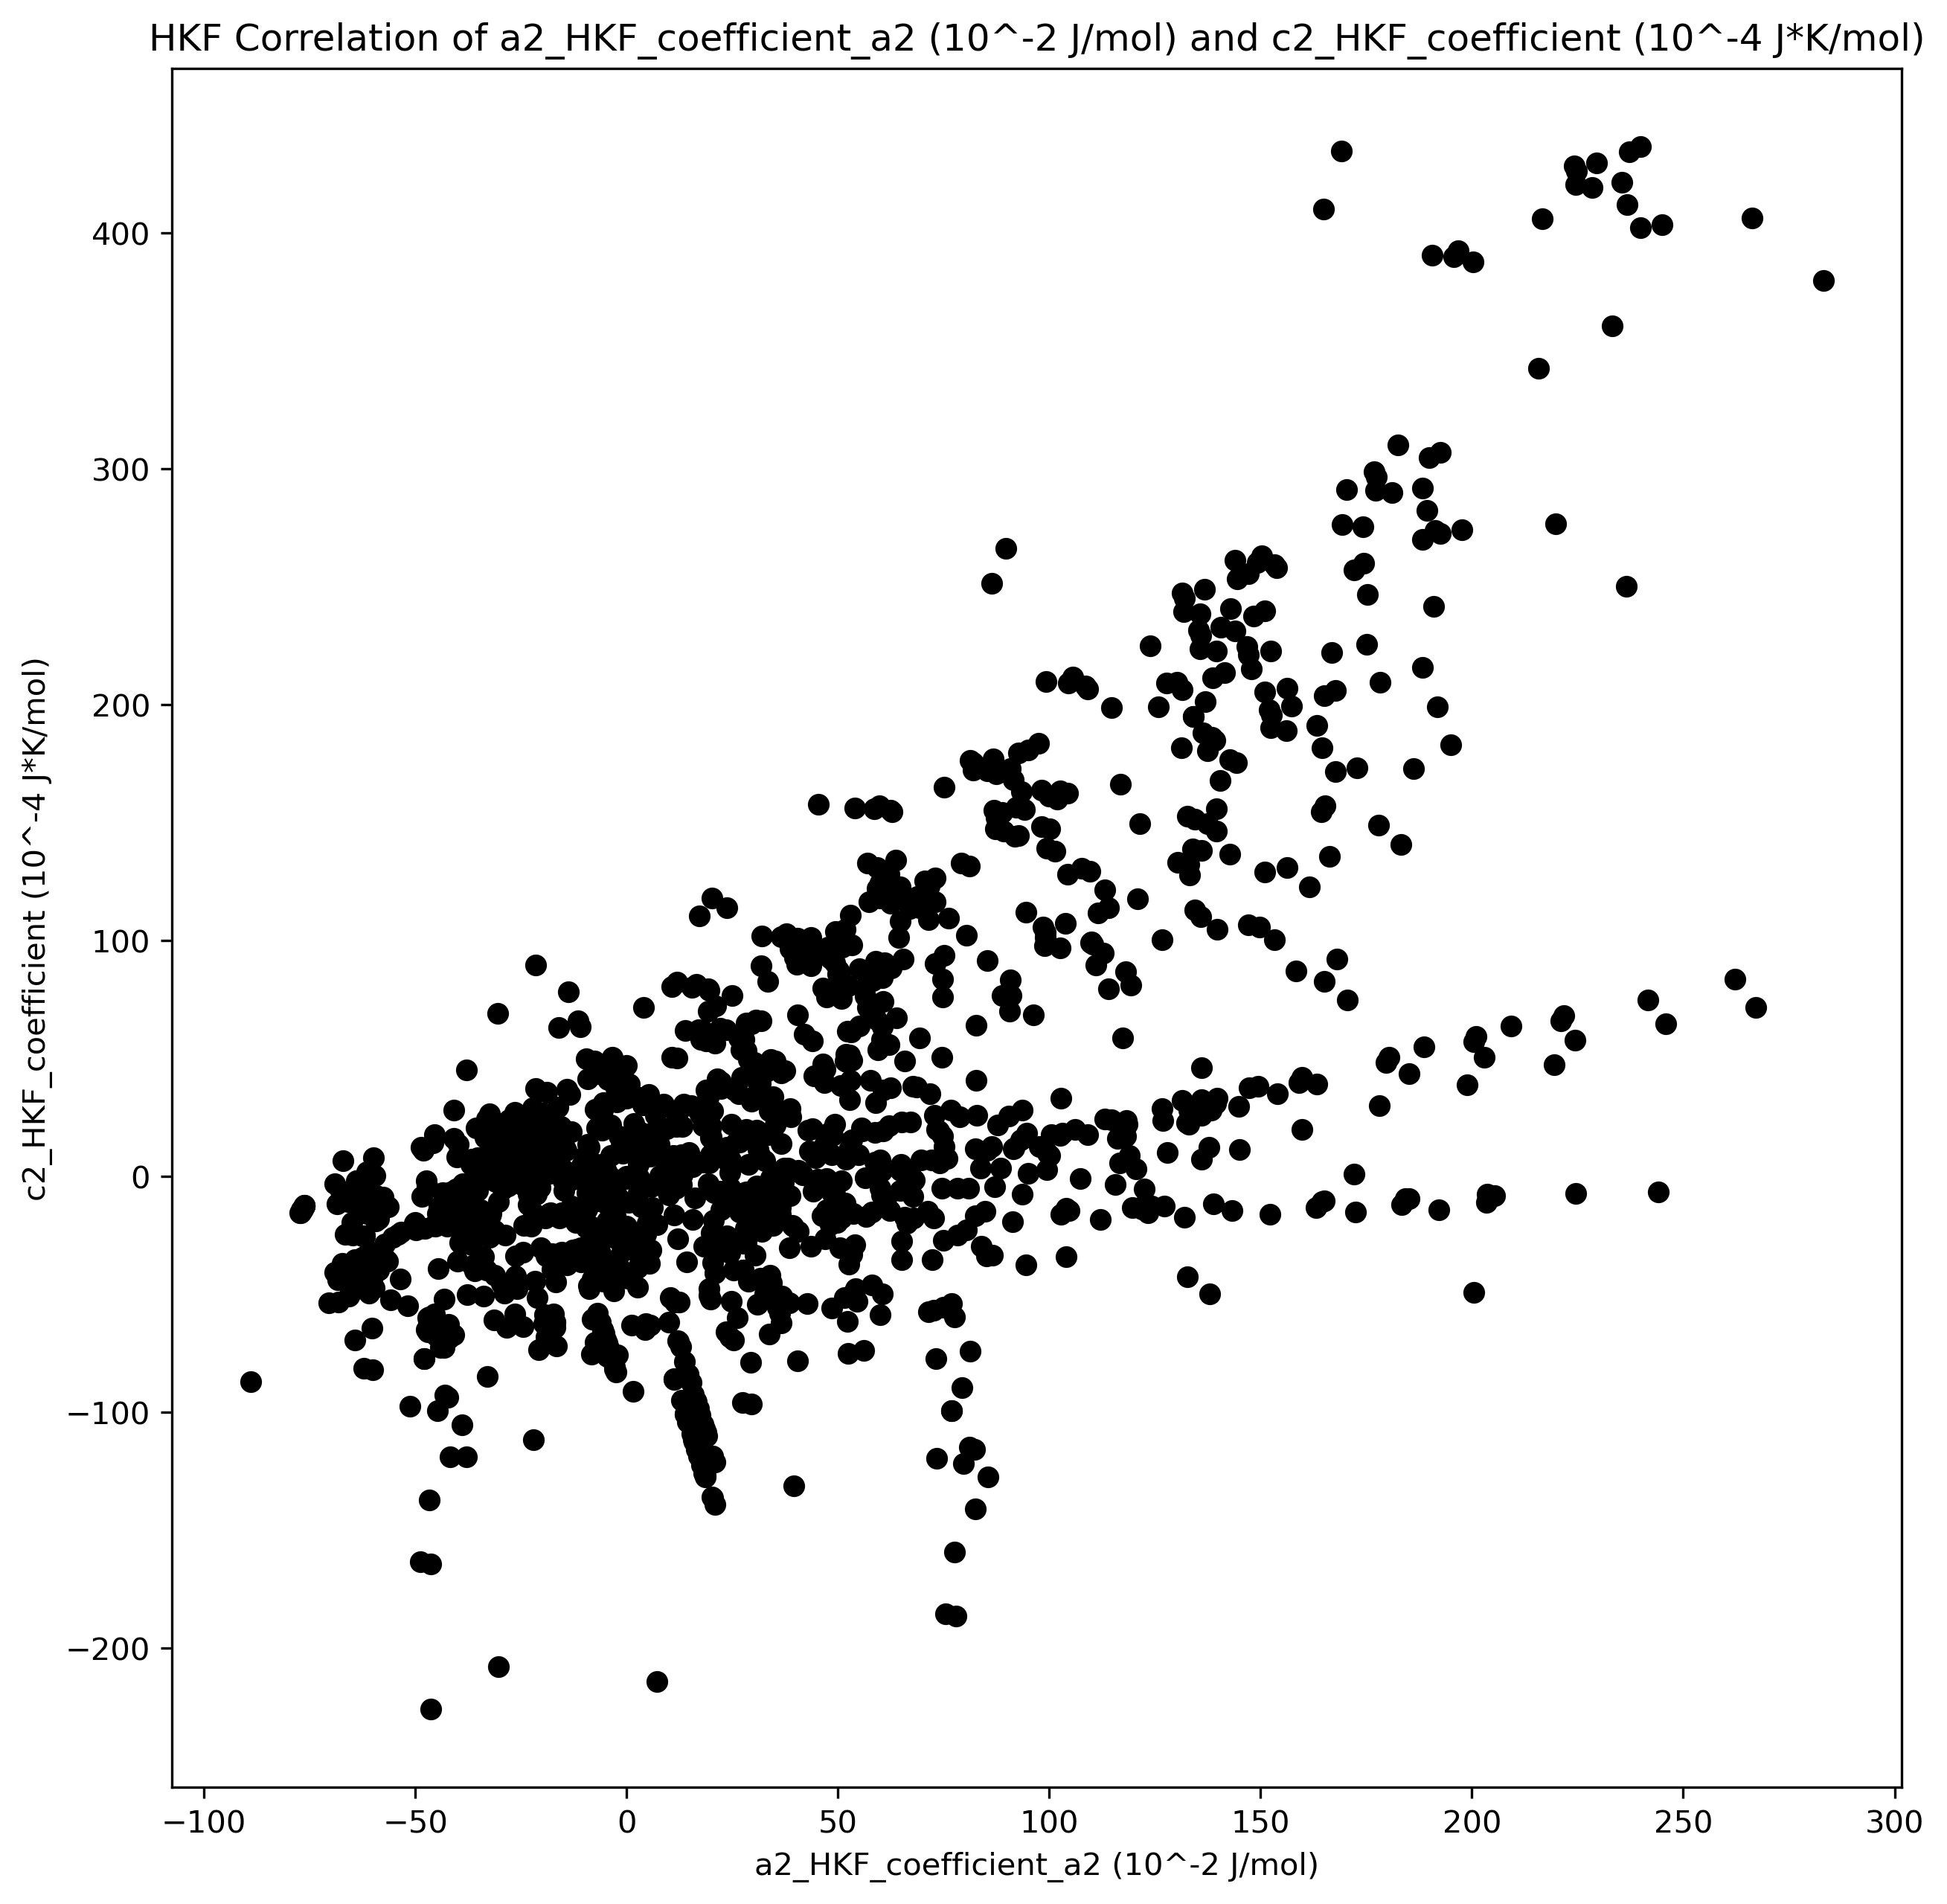 HKF Correlation of a2_HKF_coefficient_a2 (10^-2 J/mol) and c2_HKF_coefficient (10^-4 J*K/mol)
c2_HKF_coefficient (10^-4 J*K/mol)
400
300
200
100
0
−100
−200
−100 −50 0 50 100 150 200 250 300
a2_HKF_coefficient_a2 (10^-2 J/mol)